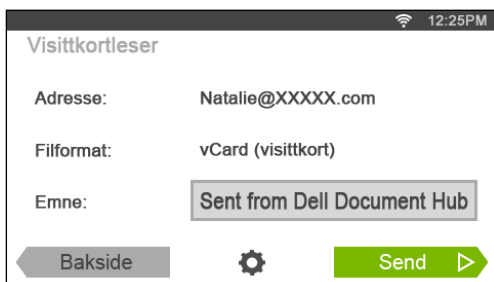 12:25PM
Visittkortleser
Adresse: Natalie@XXXXX.com
Filformat: vCard (visittkort)
Emne: Sent from Dell Document Hub
Bakside Send